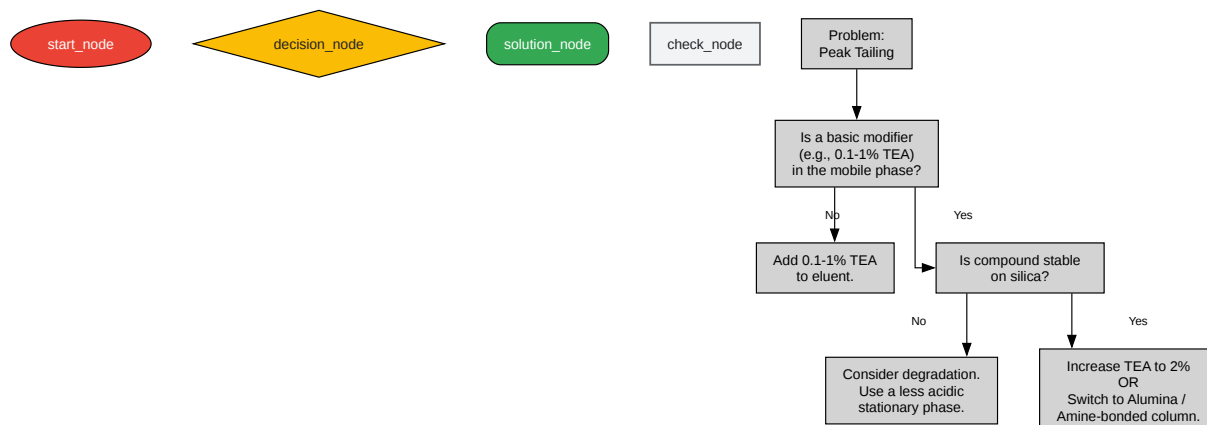 start_node
decision_node
solution_node
check_node
Problem:
Peak Tailing
Is a basic modifier
(e.g., 0.1-1% TEA)
in the mobile phase?
No
Yes
Add 0.1-1% TEA
to eluent.
Is compound stable
on silica?
No
Yes
Consider degradation.
Use a less acidic
stationary phase.
Increase TEA to 2%
OR
Switch to Alumina /
Amine-bonded column.